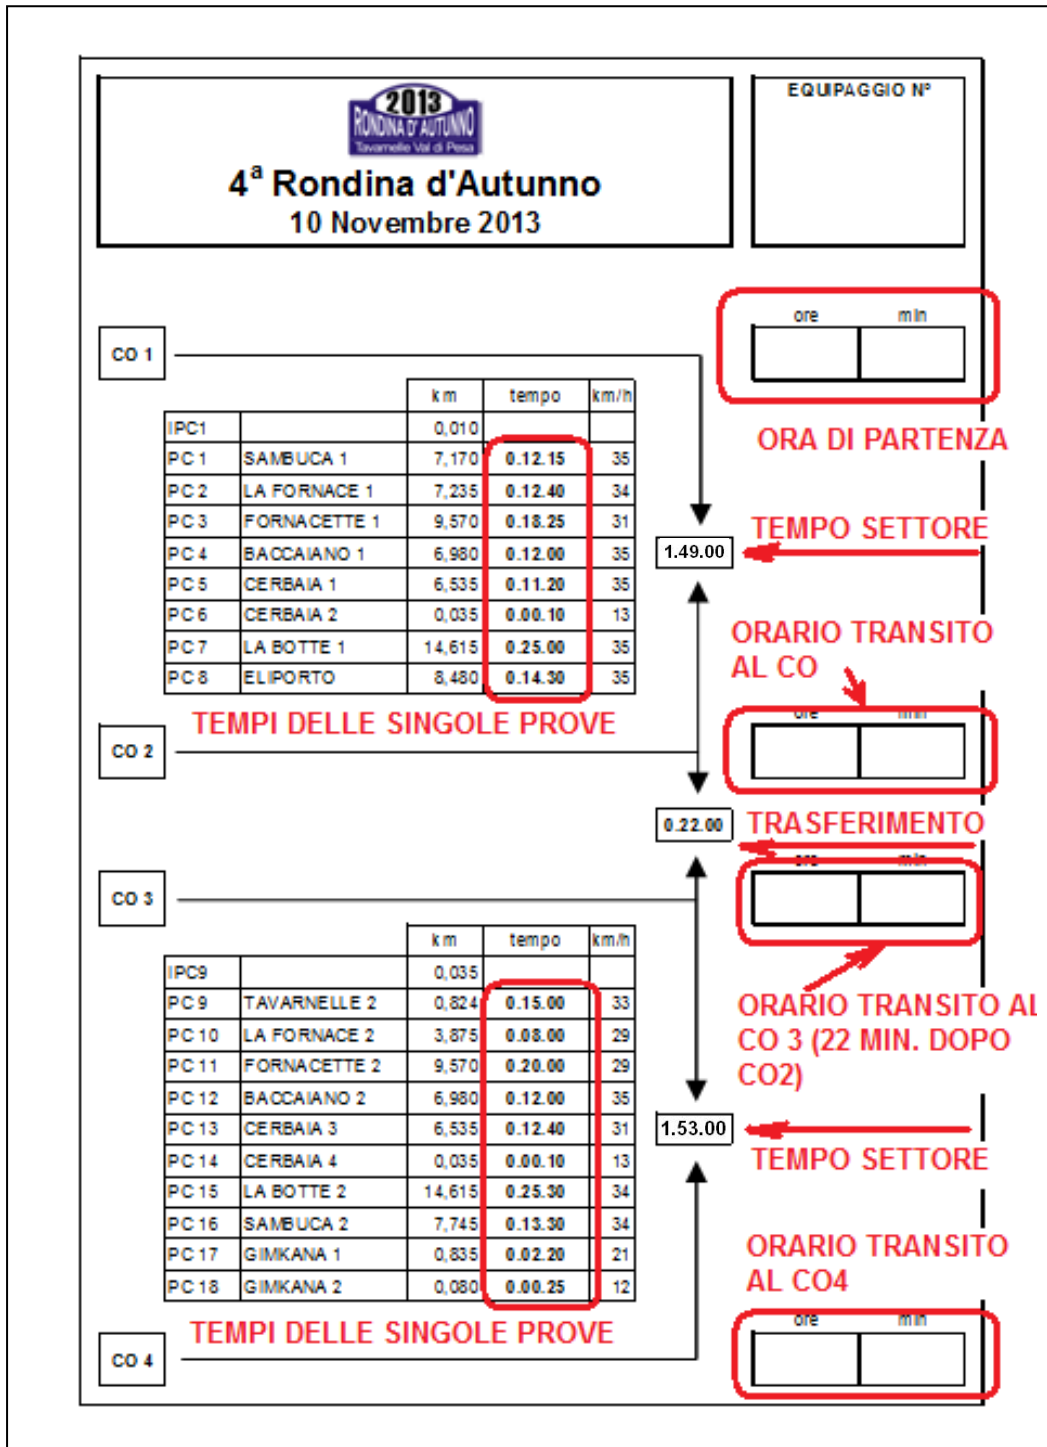 2013
RONDINA
D'AUTUNNO
Tavarnelle Val di Pesa
4ª Rondina d'Autunno
10 Novembre 2013
EQUIPAGGIO N°
ore min
CO 1
ORA DI PARTENZA
km tempo km/h
IPC1 0,010
PC 1 SAMBUCA 1 7,170 0.12.15 35
PC 2 LA FORNACE 1 7,235 0.12.40 34
PC 3 FORNACETTE 1 9,570 0.18.25 31
PC 4 BACCAIANO 1 6,980 0.12.00 35
PC 5 CERBAIA 1 6,535 0.11.20 35
PC 6 CERBAIA 2 0,035 0.00.10 13
PC 7 LA BOTTE 1 14,615 0.25.00 35
PC 8 ELIPORTO 8,480 0.14.30 35
TEMPO SETTORE
1.49.00
ORARIO TRANSITO
AL CO
TEMPI DELLE SINGOLE PROVE
ore min
CO 2
0.22.00 TRASFERIMENTO
ore min
CO 3
km tempo km/h
IPC9 0,035
PC 9 TAVARNELLE 2 0,824 0.15.00 33
PC 10 LA FORNACE 2 3,875 0.08.00 29
PC 11 FORNACETTE 2 9,570 0.20.00 29
PC 12 BACCAIANO 2 6,980 0.12.00 35
PC 13 CERBAIA 3 6,535 0.12.40 31
PC 14 CERBAIA 4 0,035 0.00.10 13
PC 15 LA BOTTE 2 14,615 0.25.30 34
PC 16 SAMBUCA 2 7,745 0.13.30 34
PC 17 GIMKANA 1 0,835 0.02.20 21
PC 18 GIMKANA 2 0,080 0.00.25 12
ORARIO TRANSITO AL
CO 3 (22 MIN. DOPO
CO2)
1.53.00
TEMPO SETTORE
ORARIO TRANSITO
AL CO4
TEMPI DELLE SINGOLE PROVE
ore min
CO 4